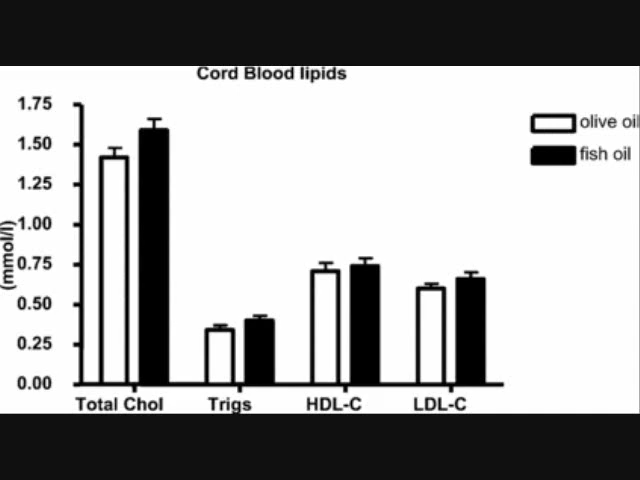 Cord Blood lipids
1.75
1.50
1.25
1.00
0.75
0.50
0.25
0.00
(mmol/l)
olive oil
fish oil
Total Chol
Trigs
HDL-C
LDL-C